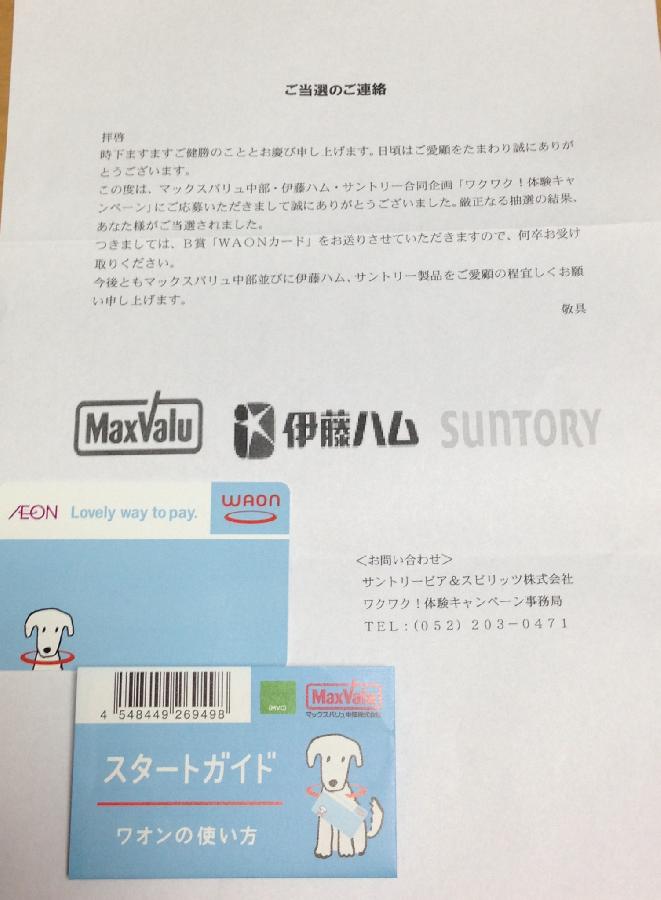 ご当選のご連絡
拝啓
時下ますますご健勝のこととお慶び申し上げます。日頃はご愛顧をたまわり誠にありが
とうございます。
この度は、マックスバリュ中部・伊藤ハム・サントリー合同企画「ワクワク！体験キャ
ンペーン」にご応募いただきまして誠にありがとうございました。厳正なる抽選の結果、
あなた様がご当選されました。
つきましては、Ｂ賞「ＷＡＯＮカード」をお送りさせていただきますので、何卒お受け
取りください。
今後ともマックスバリュ中部並びに伊藤ハム、サントリー製品をご愛顧の程宜しくお願
い申し上げます。
敬具
MaxValu 伊藤ハム SUNTORY
ÆON Lovely way to pay. WAON
＜お問い合わせ＞
サントリービア＆スピリッツ株式会社
ワクワク！体験キャンペーン事務局
ＴＥＬ：（０５２）２０３－０４７１
4 548449 269498
(MVC)
MaxValu
マックスバリュ中部株式会社
スタートガイド
ワオンの使い方